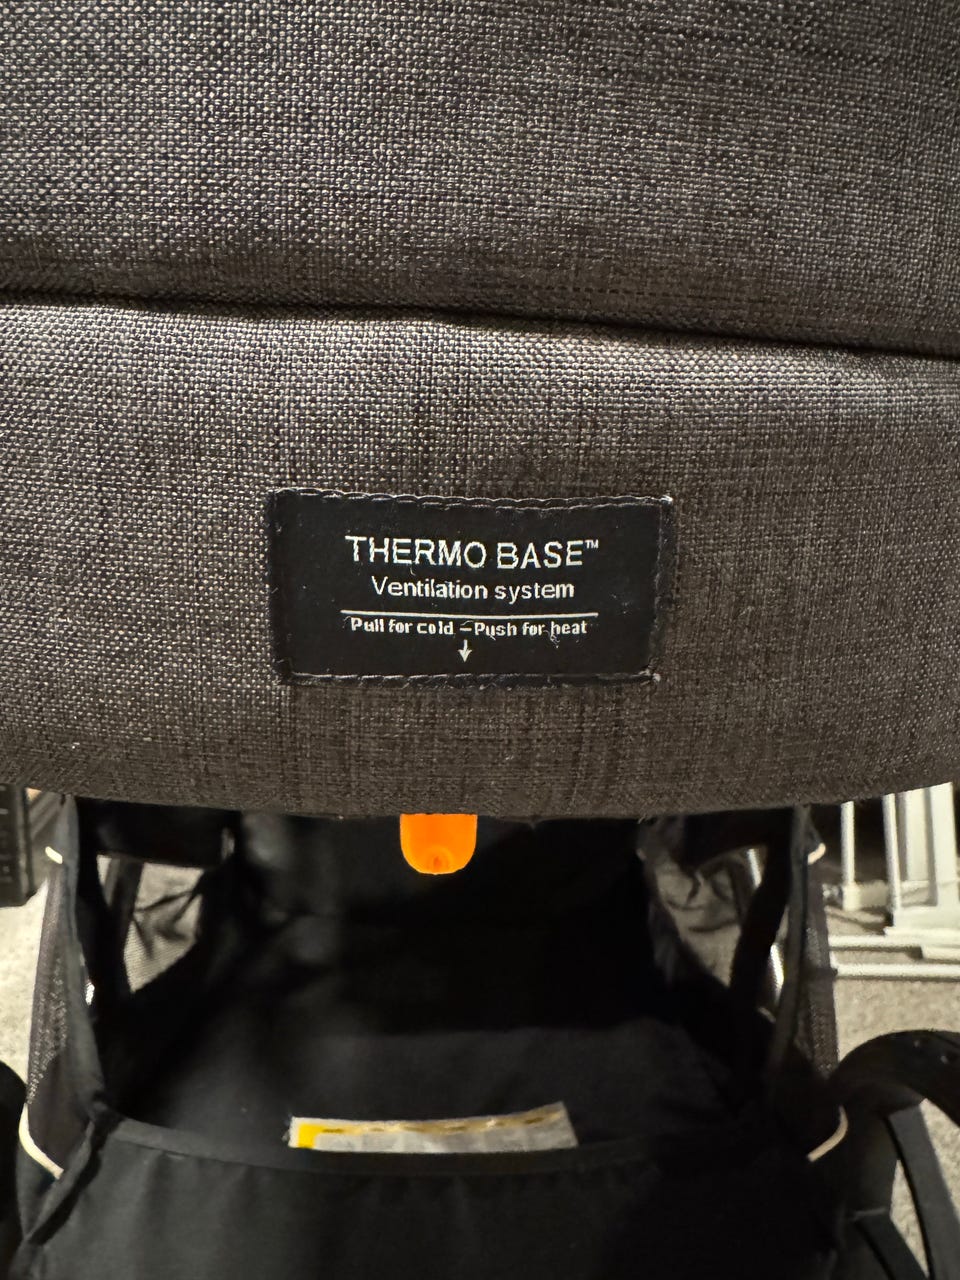 THERMO BASE™
Ventilation system
Pull for cold – Push for heat